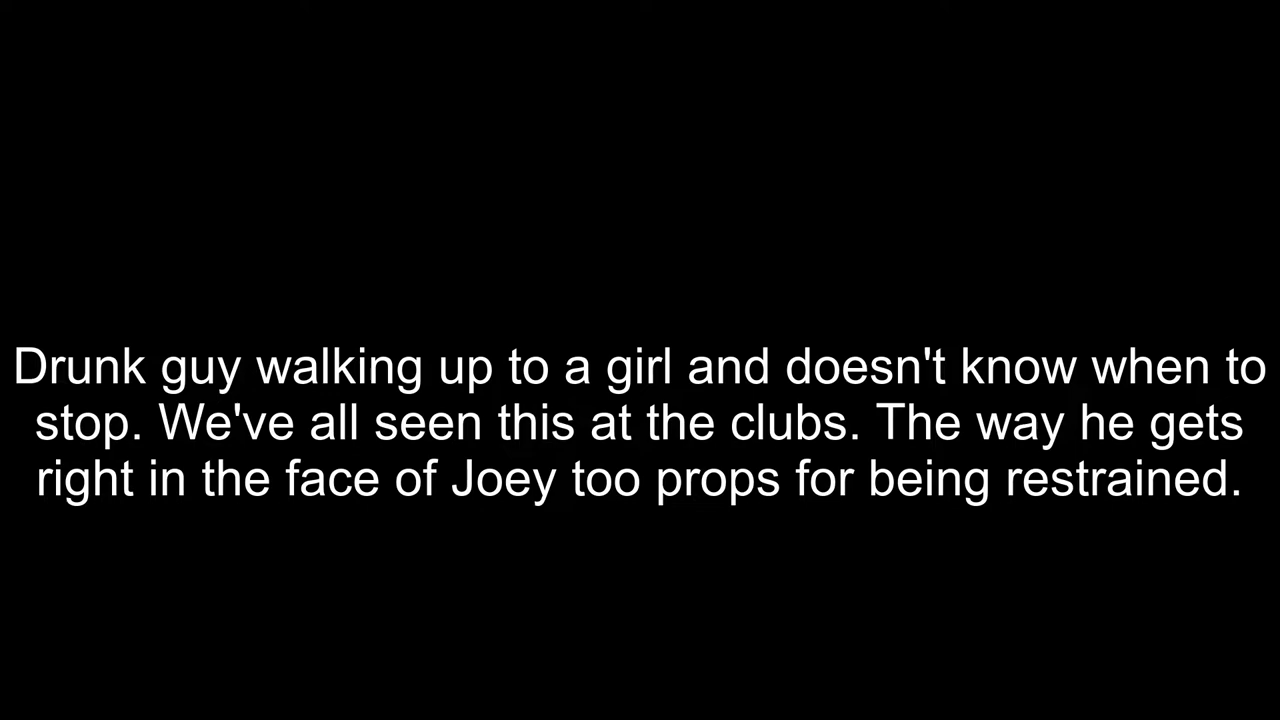 Drunk guy walking up to a girl and doesn't know when to
stop. We've all seen this at the clubs. The way he gets
right in the face of Joey too props for being restrained.